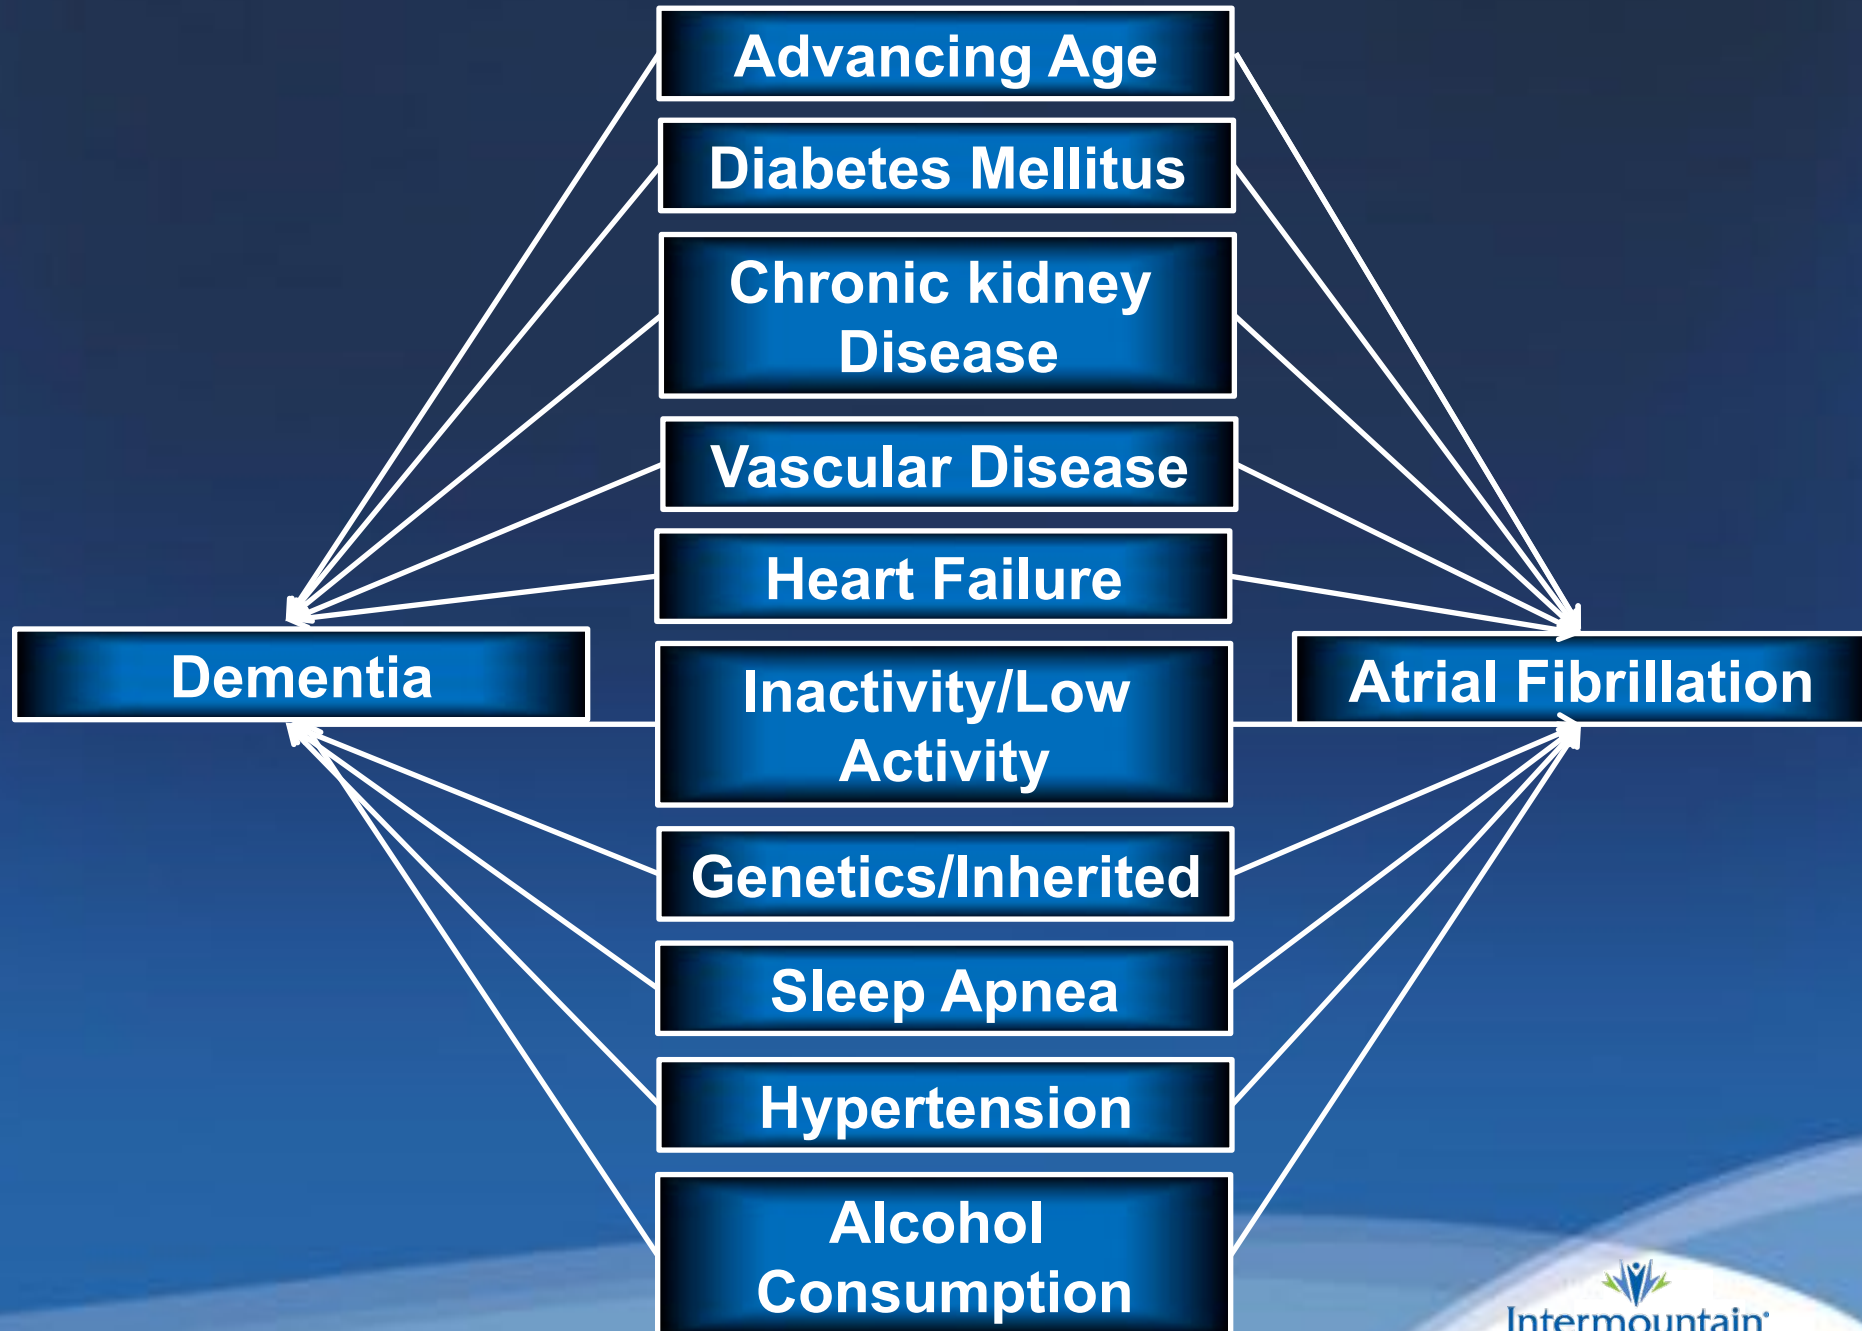 Advancing Age
Diabetes Mellitus
Chronic kidney
Disease
Vascular Disease
Heart Failure
Dementia
Inactivity/Low
Activity
Atrial Fibrillation
Genetics/Inherited
Sleep Apnea
Hypertension
Alcohol
Consumption
Intermountain®